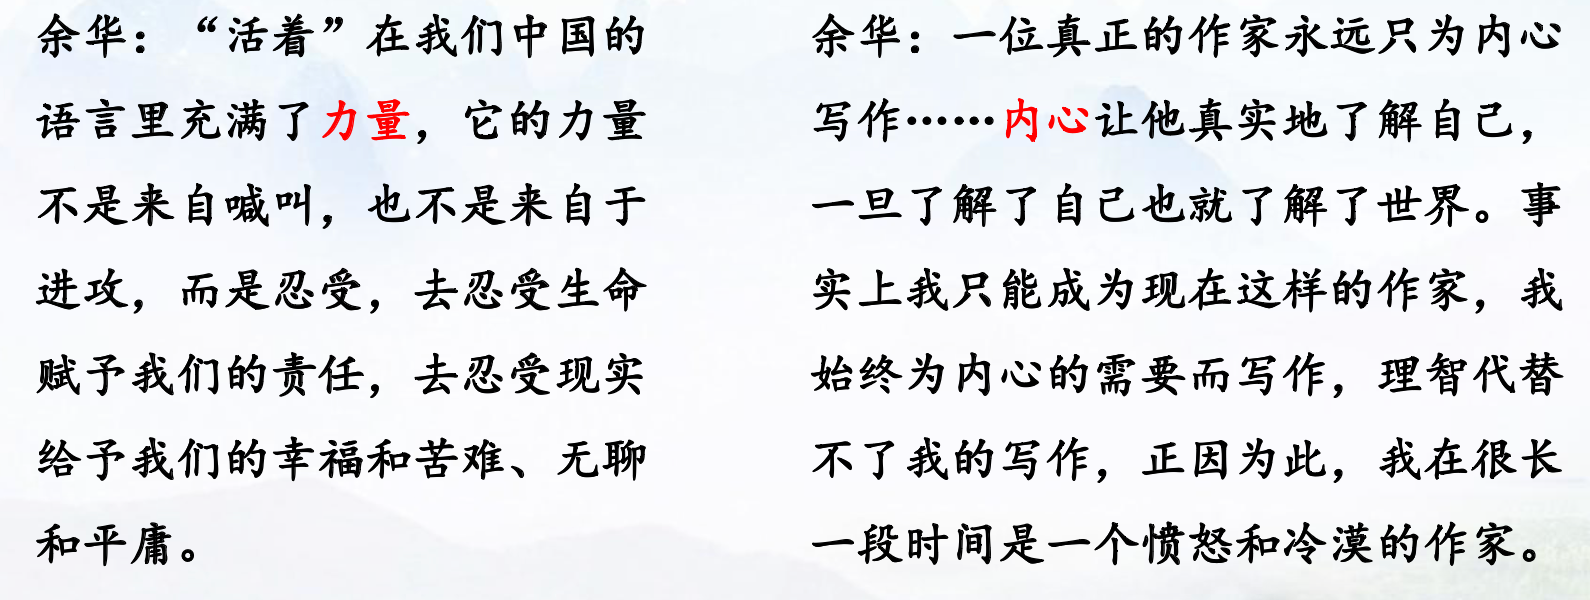 余华：“活着”在我们中国的
语言里充满了力量，它的力量
不是来自喊叫，也不是来自于
进攻，而是忍受，去忍受生命
赋予我们的责任，去忍受现实
给予我们的幸福和苦难、无聊
和平庸。
余华：一位真正的作家永远只为内心
写作……内心让他真实地了解自己，
一旦了解了自己也就了解了世界。事
实上我只能成为现在这样的作家，我
始终为内心的需要而写作，理智代替
不了我的写作，正因为此，我在很长
一段时间是一个愤怒和冷漠的作家。